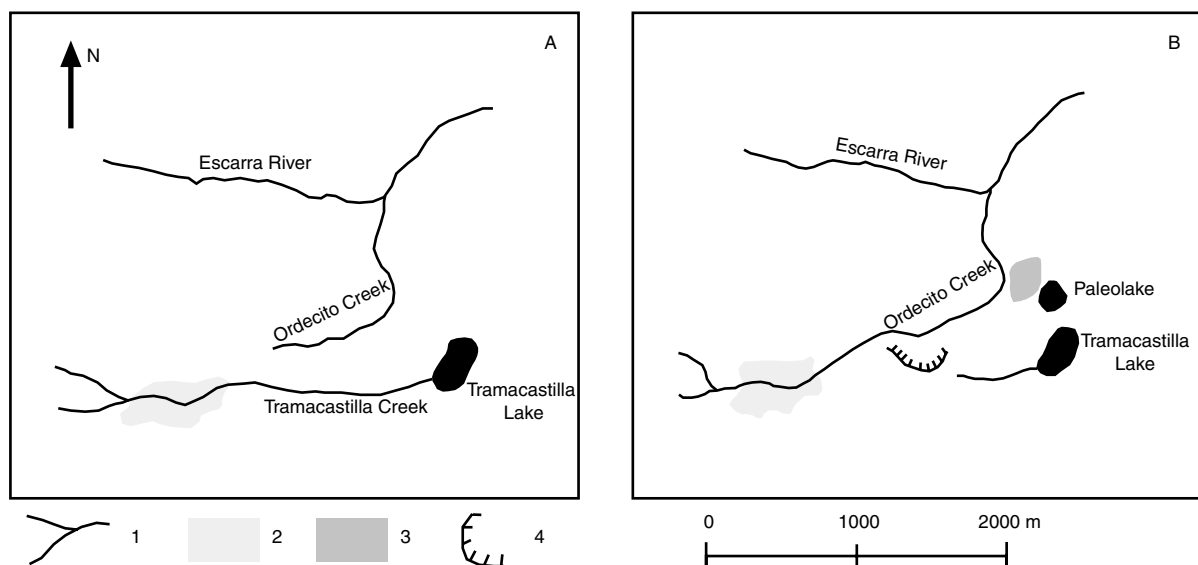 A
N
Escarra River
Ordecito Creek
Tramacastilla Creek
Tramacastilla
Lake
B
Escarra River
Ordecito Creek
Paleolake
Tramacastilla
Lake
1
2
3
4
0
1000
2000 m